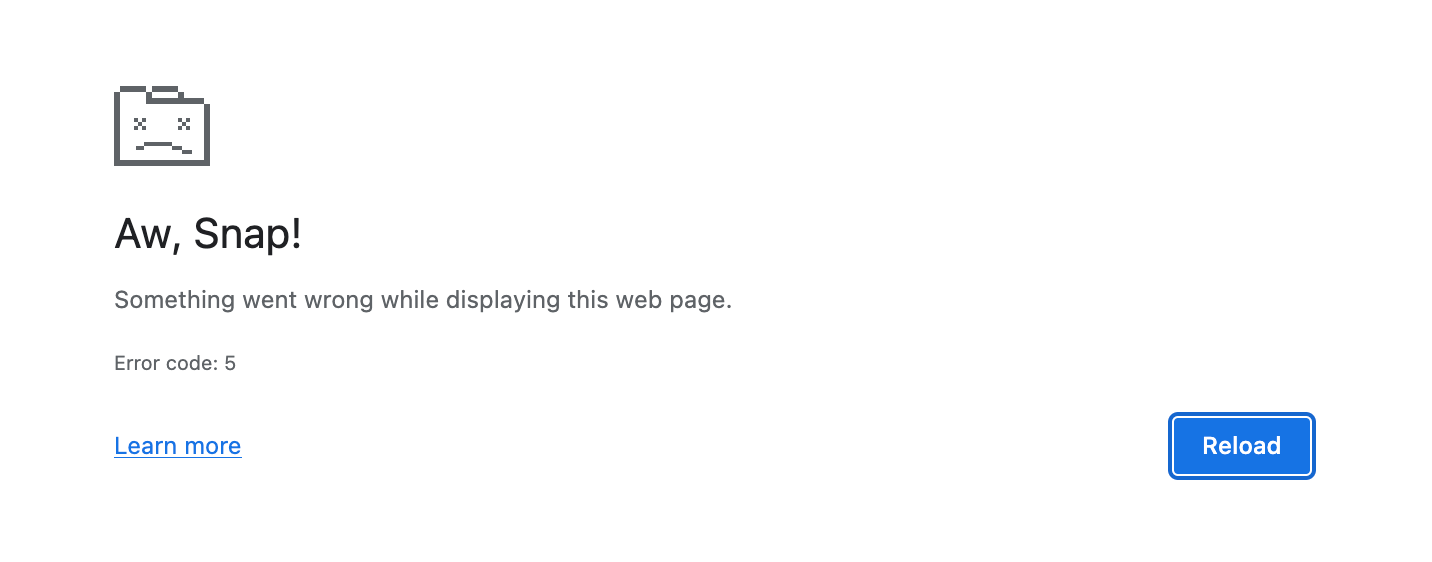 Aw, Snap!
Something went wrong while displaying this web page.
Error code: 5
Learn more
Reload